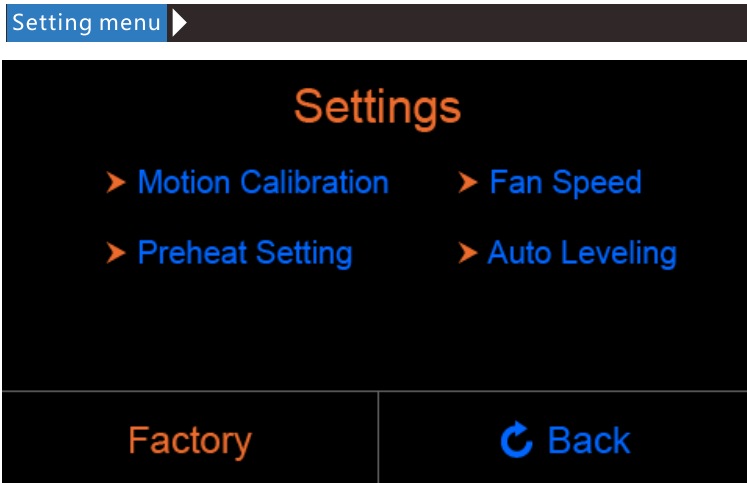 Setting menu
Settings
Motion Calibration
Fan Speed
Preheat Setting
Auto Leveling
Factory
Back